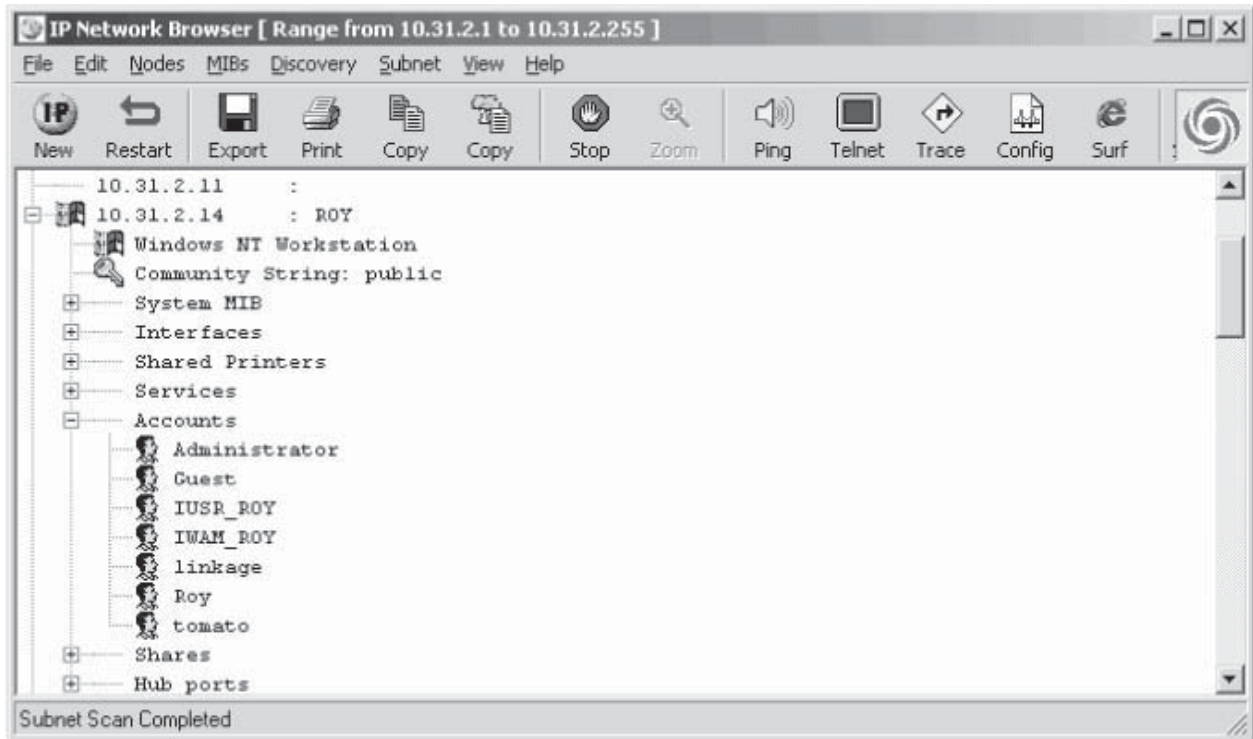 IP Network Browser [ Range from 10.31.2.1 to 10.31.2.255 ]
File Edit Nodes MIBs Discovery Subnet View Help
IP
New Restart Export Print Copy Copy Stop Zoom Ping Telnet Trace Config Surf
10.31.2.11 :
10.31.2.14 : ROY
Windows NT Workstation
Community String: public
System MIB
Interfaces
Shared Printers
Services
Accounts
Administrator
Guest
IUSR_ROY
IWAM_ROY
linkage
Roy
tomato
Shares
Hub ports
Subnet Scan Completed